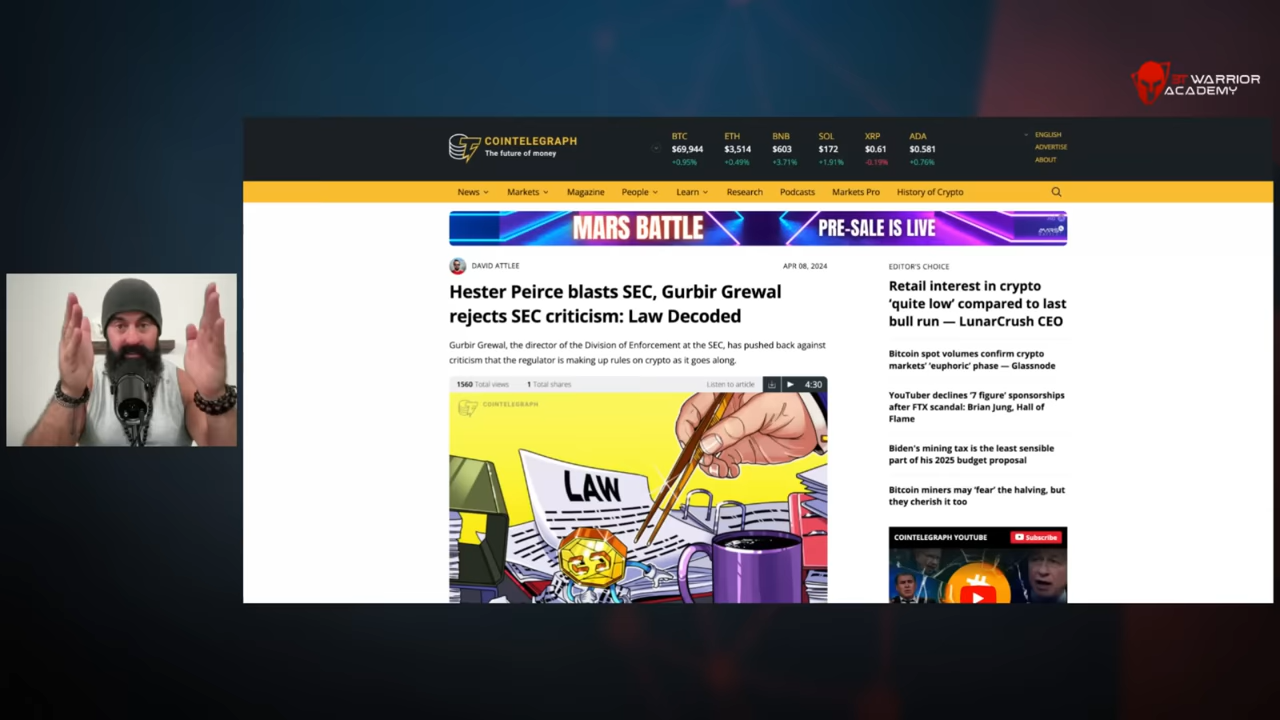 3T WARRIOR
ACADEMY
COINTELEGRAPH
The future of money
BTC
$69,944
+0.95%
ETH
$3,514
+0.49%
BNB
$603
+3.71%
SOL
$172
+1.91%
XRP
$0.61
-0.19%
ADA
$0.581
+0.76%
ENGLISH
ADVERTISE
ABOUT
News Markets Magazine People Learn Research Podcasts Markets Pro History of Crypto
MARS BATTLE PRE-SALE IS LIVE
DAVID ATTLEE APR 08, 2024
Hester Peirce blasts SEC, Gurbir Grewal
rejects SEC criticism: Law Decoded
Gurbir Grewal, the director of the Division of Enforcement at the SEC, has pushed back against
criticism that the regulator is making up rules on crypto as it goes along.
1560 Total views 1 Total shares Listen to article 4:30
COINTELEGRAPH
LAW
EDITOR'S CHOICE
Retail interest in crypto
‘quite low’ compared to last
bull run — LunarCrush CEO
Bitcoin spot volumes confirm crypto
markets’ ‘euphoric’ phase — Glassnode
YouTuber declines ‘7 figure’ sponsorships
after FTX scandal: Brian Jung, Hall of
Flame
Biden’s mining tax is the least sensible
part of his 2025 budget proposal
Bitcoin miners may ‘fear’ the halving, but
they cherish it too
COINTELEGRAPH YOUTUBE Subscribe